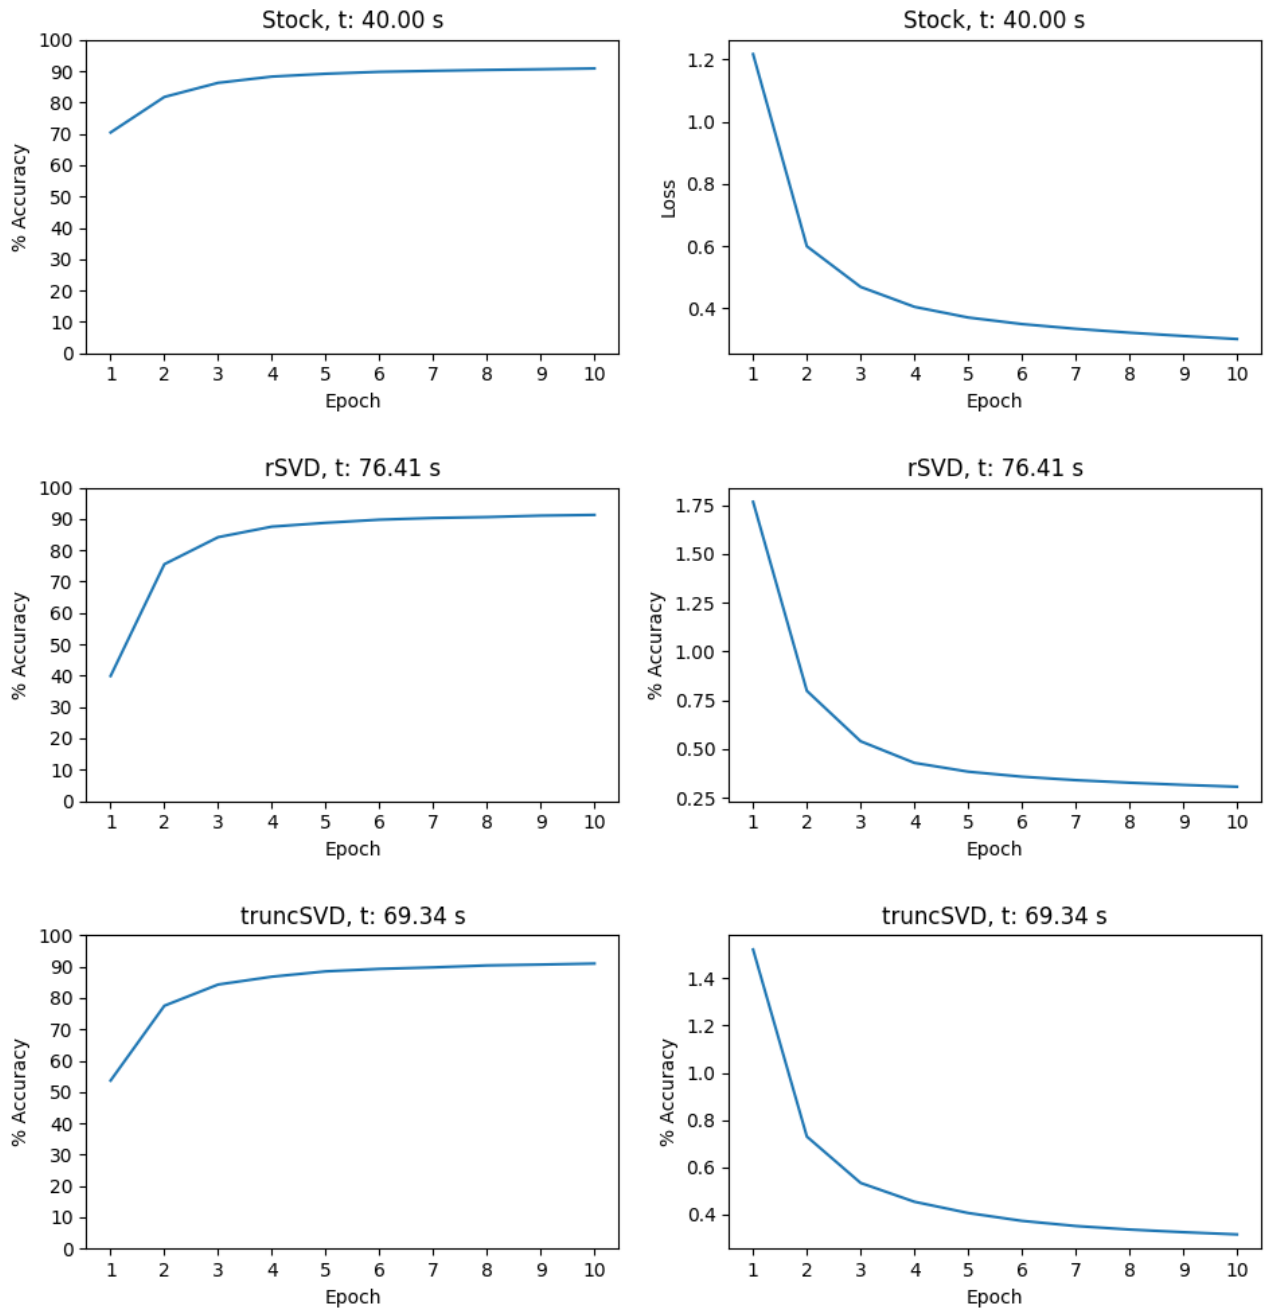 Stock, t: 40.00 s
% Accuracy
100
90
80
70
60
50
40
30
20
10
0
1 2 3 4 5 6 7 8 9 10
Epoch
Stock, t: 40.00 s
Loss
1.2
1.0
0.8
0.6
0.4
1 2 3 4 5 6 7 8 9 10
Epoch
rSVD, t: 76.41 s
% Accuracy
100
90
80
70
60
50
40
30
20
10
0
1 2 3 4 5 6 7 8 9 10
Epoch
rSVD, t: 76.41 s
% Accuracy
1.75
1.50
1.25
1.00
0.75
0.50
0.25
1 2 3 4 5 6 7 8 9 10
Epoch
truncSVD, t: 69.34 s
% Accuracy
100
90
80
70
60
50
40
30
20
10
0
1 2 3 4 5 6 7 8 9 10
Epoch
truncSVD, t: 69.34 s
% Accuracy
1.4
1.2
1.0
0.8
0.6
0.4
1 2 3 4 5 6 7 8 9 10
Epoch